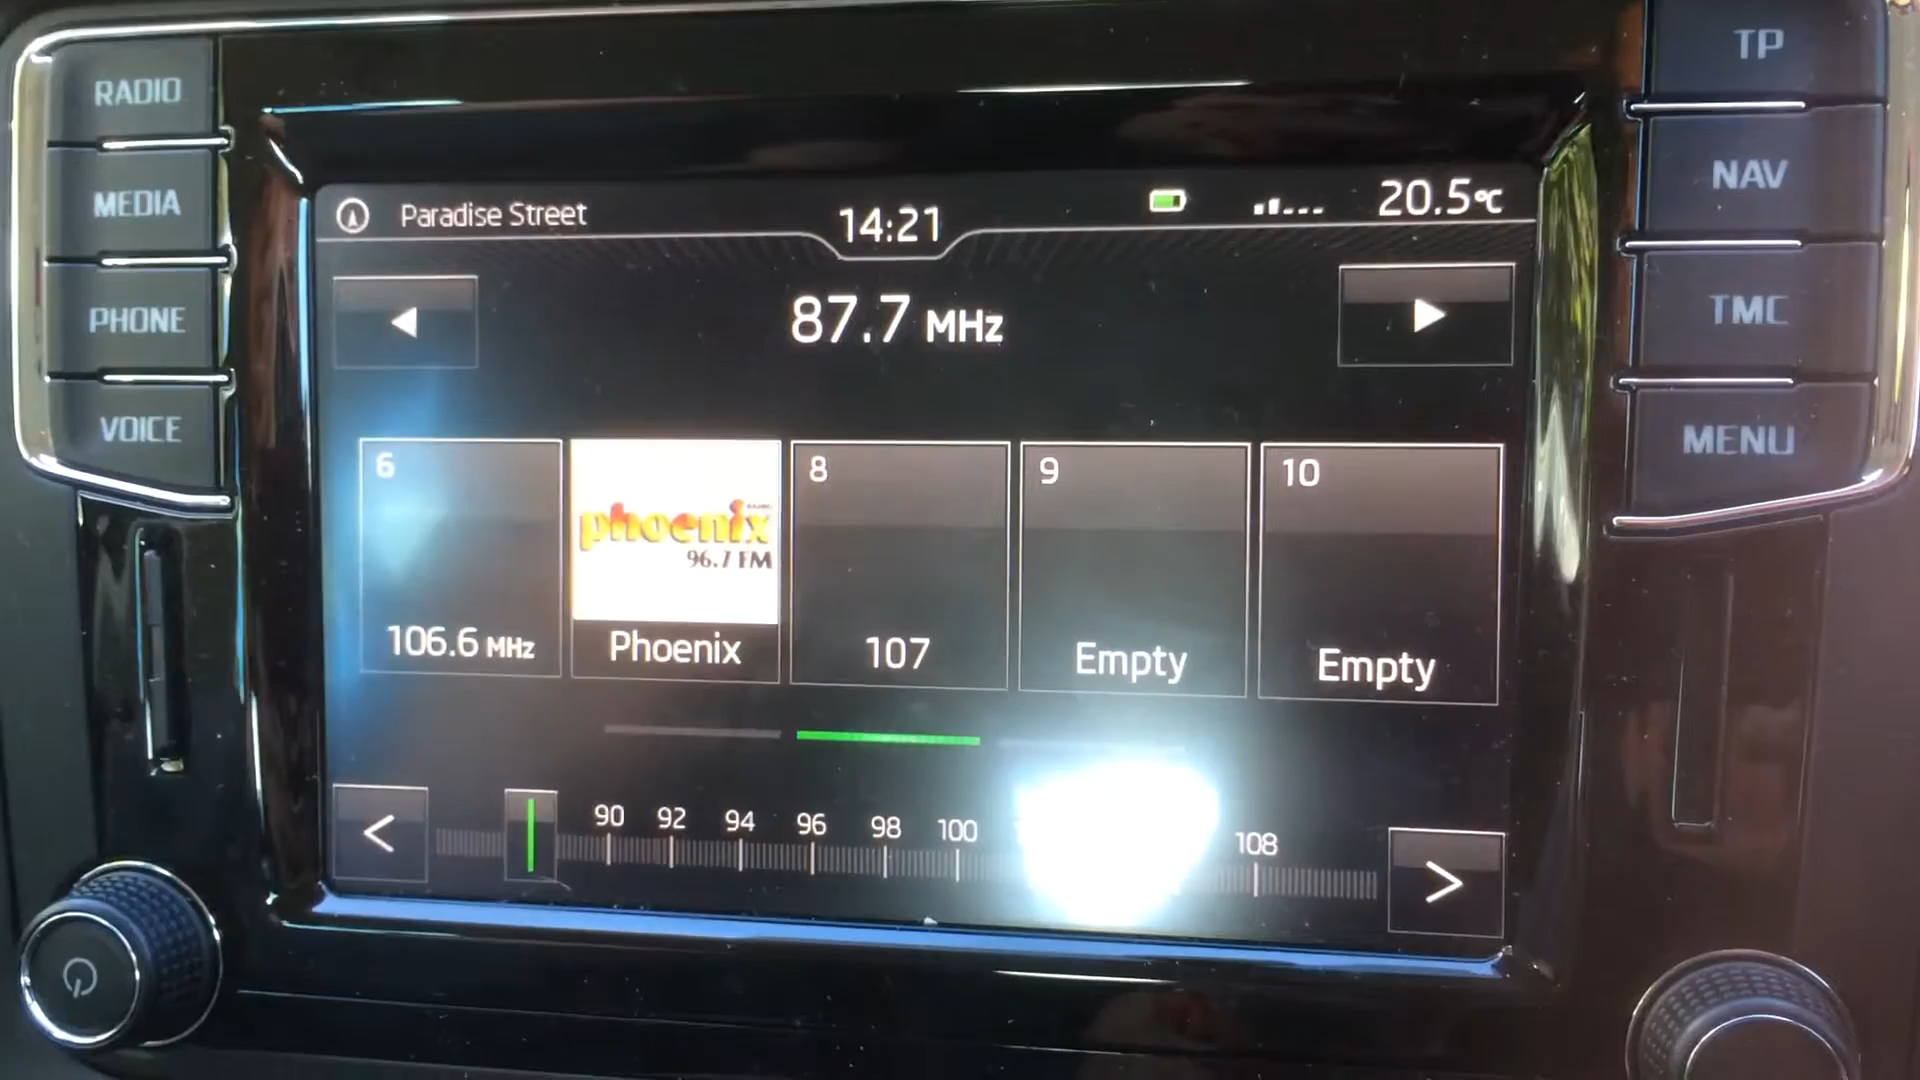 RADIO
MEDIA
PHONE
VOICE
TP
NAV
TMC
MENU
Paradise Street
14:21
20.5°C
87.7 MHz
6
106.6 MHz
phoenix
96.7 FM
Phoenix
8
107
9
Empty
10
Empty
<
90 92 94 96 98 100 108
>